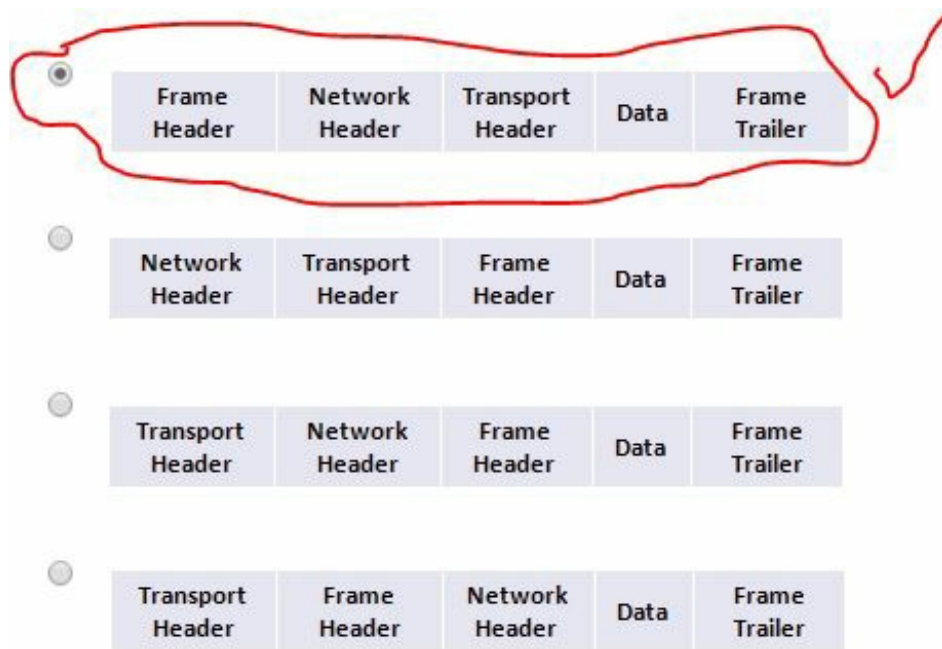 Frame Header Network Header Transport Header Data Frame Trailer
Network Header Transport Header Frame Header Data Frame Trailer
Transport Header Network Header Frame Header Data Frame Trailer
Transport Header Frame Header Network Header Data Frame Trailer